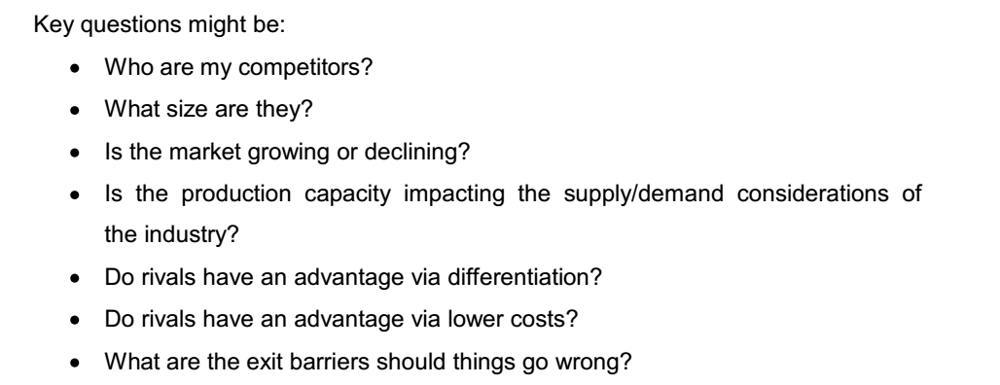 Key questions might be:
• Who are my competitors?
• What size are they?
• Is the market growing or declining?
• Is the production capacity impacting the supply/demand considerations of
the industry?
• Do rivals have an advantage via differentiation?
• Do rivals have an advantage via lower costs?
• What are the exit barriers should things go wrong?